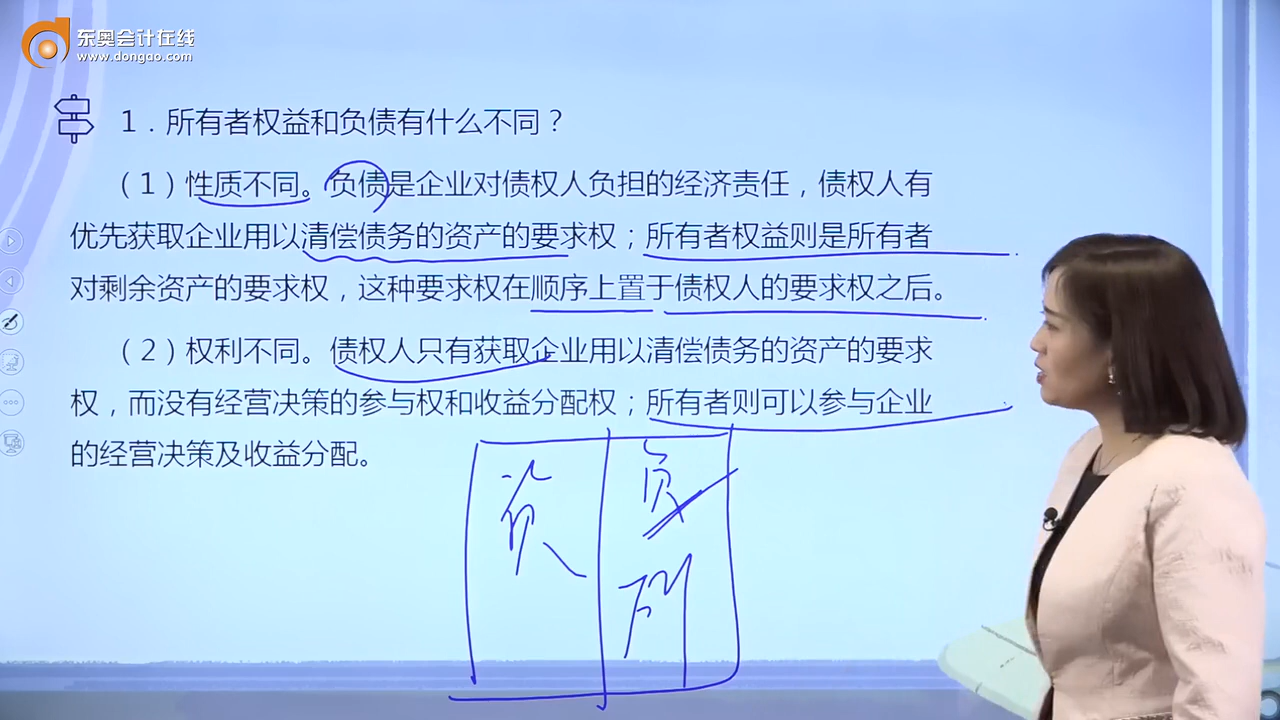 东奥会计在线
www.dongao.com
1．所有者权益和负债有什么不同？
（1）性质不同。负债是企业对债权人负担的经济责任，债权人有
优先获取企业用以清偿债务的资产的要求权；所有者权益则是所有者
对剩余资产的要求权，这种要求权在顺序上置于债权人的要求权之后。
（2）权利不同。债权人只有获取企业用以清偿债务的资产的要求
权，而没有经营决策的参与权和收益分配权；所有者则可以参与企业
的经营决策及收益分配。
资 负
所